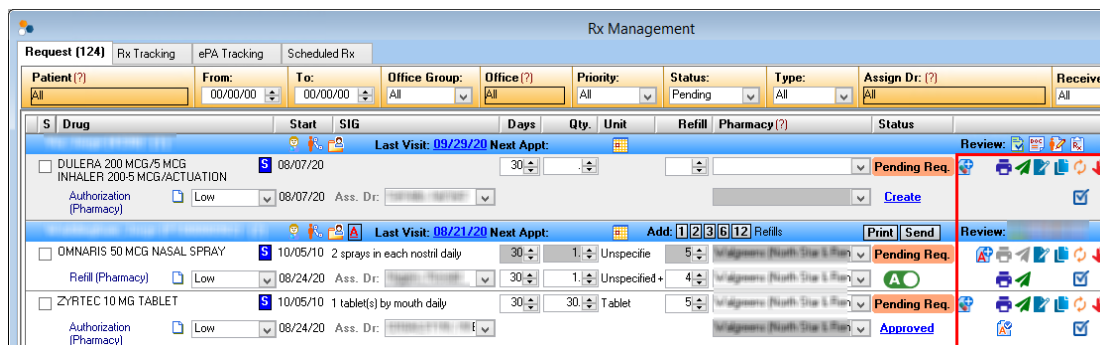 Rx Management
Request (124) Rx Tracking ePA Tracking Scheduled Rx
Patient (?) From: To: Office Group: Office (?) Priority: Status: Type: Assign Dr: (?) Receive
All 00/00/00 00/00/00 All All All Pending All All All
S Drug Start SIG Days Qty. Unit Refill Pharmacy (?) Status
Last Visit: 09/29/20 Next Appt: Review:
DULERA 200 MCG/5 MCG S 08/07/20 30 . Pending Req.
INHALER 200-5 MCG/ACTUATION
Authorization Low 08/07/20 Ass. Dr: Create
(Pharmacy)
A Last Visit: 08/21/20 Next Appt: Add: 1 2 3 6 12 Refills Print Send Review:
OMNARIS 50 MCG NASAL SPRAY S 10/05/10 2 sprays in each nostril daily 30 1. Unspecifie 5 Pending Req.
Refill (Pharmacy) Low 08/24/20 Ass. Dr: 30 1. Unspecified + 4 A
ZYRTEC 10 MG TABLET S 10/05/10 1 tablet(s) by mouth daily 30 30. Tablet 5 Pending Req.
Authorization Low 08/24/20 Ass. Dr: Approved
(Pharmacy)